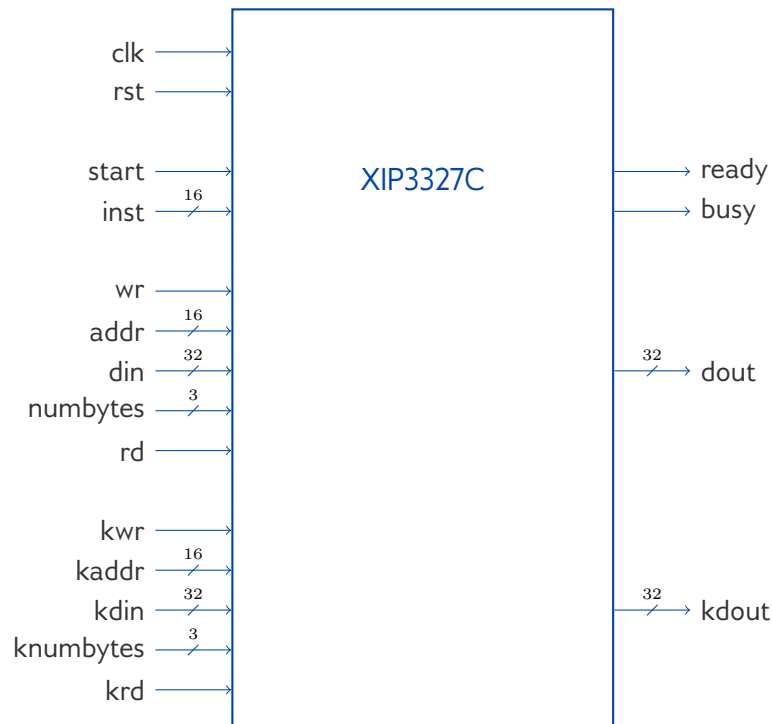 clk
rst
start
XIP3327C
ready
16
inst
busy
wr
16
addr
32
din
32
dout
3
numbytes
rd
kwr
16
kaddr
32
kdin
32
kdout
3
knumbytes
krd